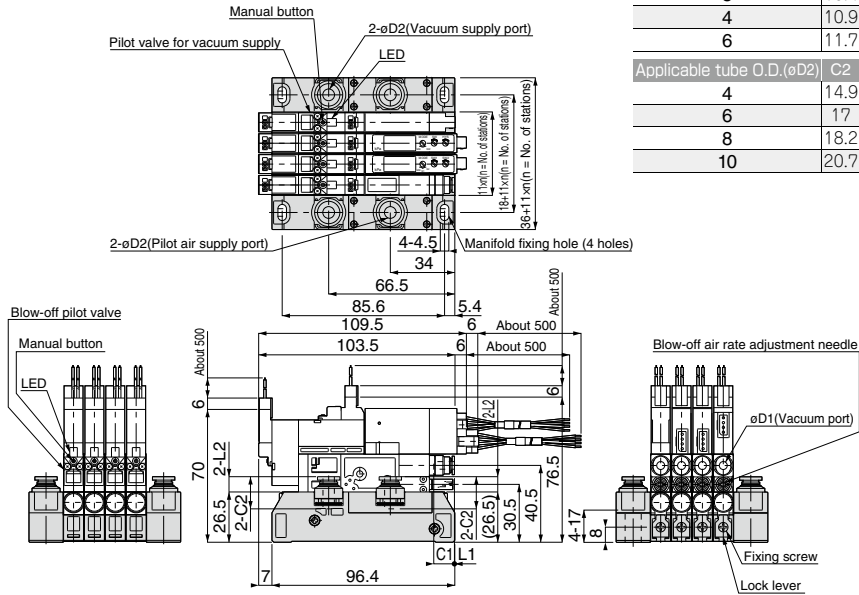 Manual button
2-øD2(Vacuum supply port)
Pilot valve for vacuum supply
LED
11×n(n = No. of stations)
18+11×n(n = No. of stations)
36+11×n(n = No. of stations)
2-øD2(Pilot air supply port)
4-4.5
Manifold fixing hole (4 holes)
34
66.5
85.6
5.4
109.5
6
About 500
103.5
6
About 500
About 500
About 500
6
6
4
10.9
6
11.7
Applicable tube O.D.(øD2)
C2
4
14.9
6
17
8
18.2
10
20.7
Blow-off pilot valve
Manual button
LED
70
26.5
2-L2
2-C2
2-L2
2-C2
(26.5)
30.5
40.5
76.5
C1
L1
7
96.4
Blow-off air rate adjustment needle
øD1(Vacuum port)
4-17
8
Fixing screw
Lock lever